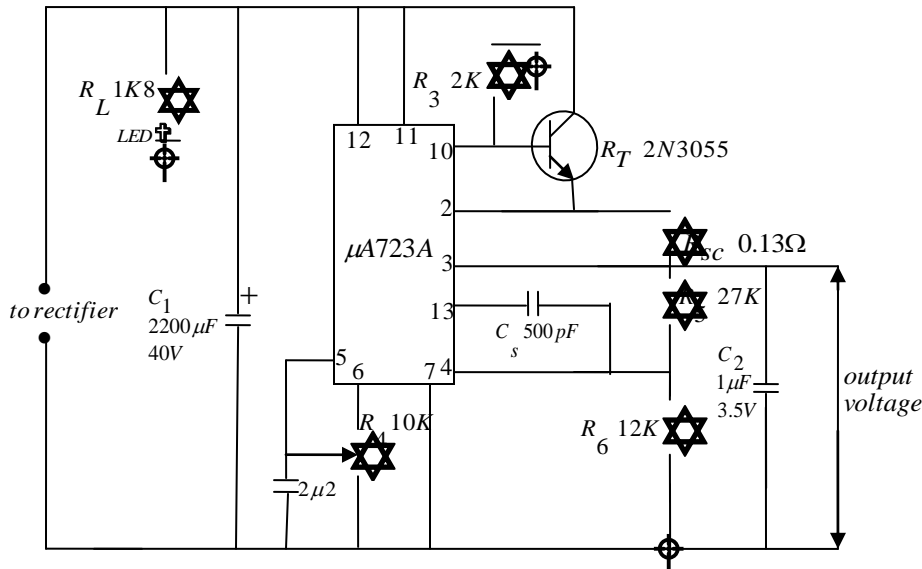 R L 1K8
LED
R 3 2K
12
11
10
R T 2N3055
2
μA723A
sc 0.13Ω
3
to rectifier
C 1
2200μF
40V
+
13
27K
C s 500pF
5
6
7
4
C 2
1μF
3.5V
output
voltage
R 10K
R 6 12K
2μ2